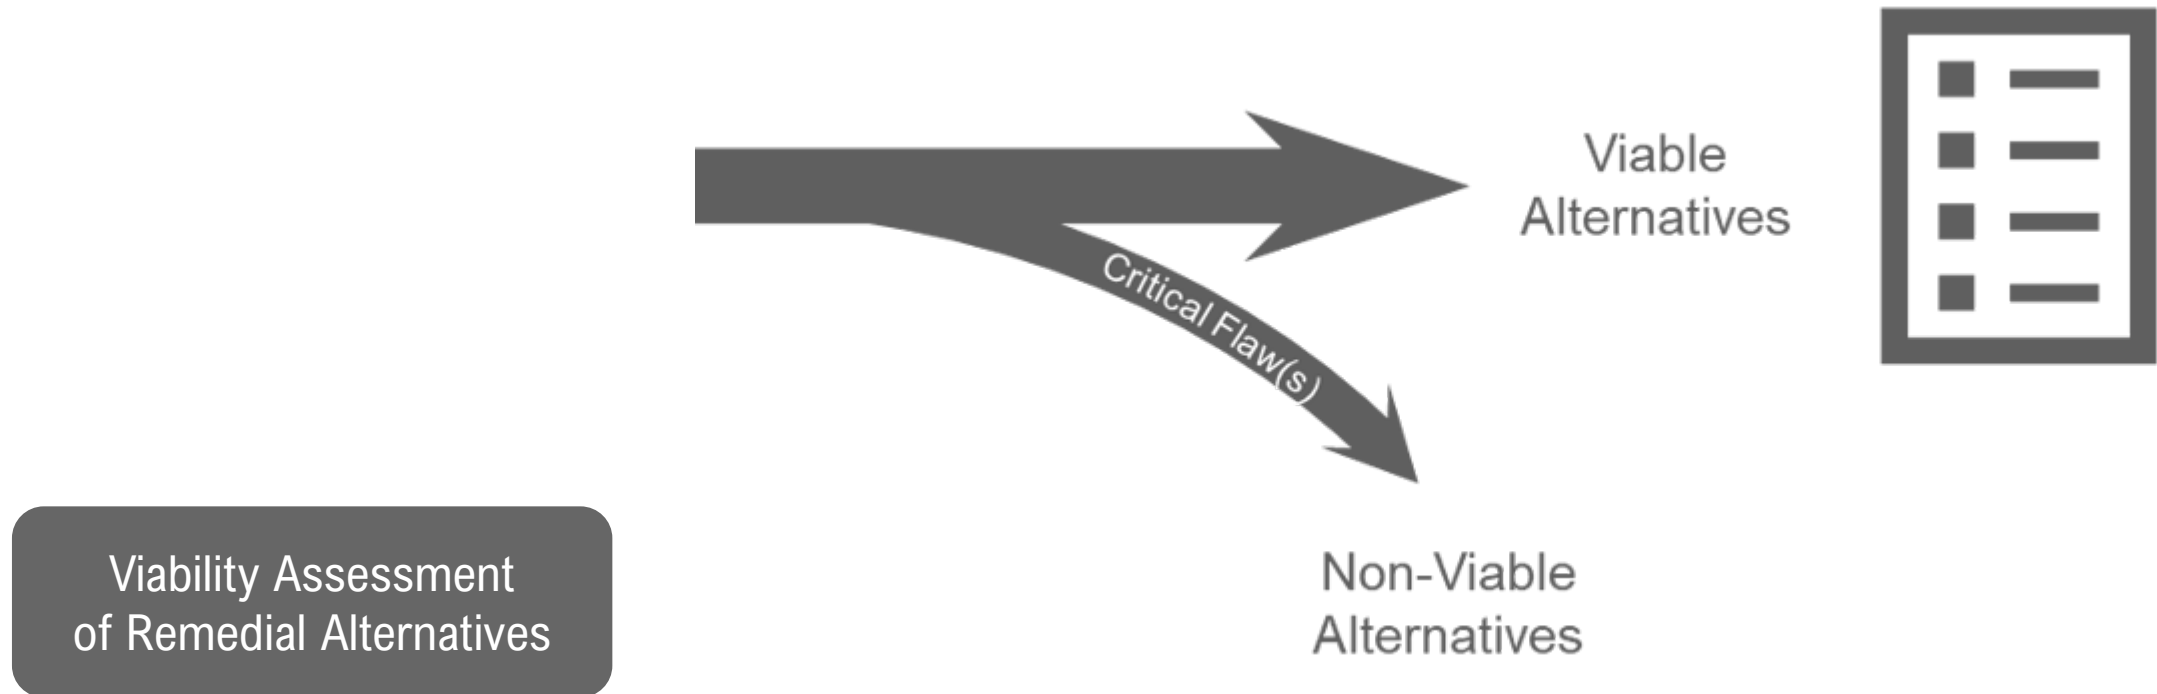 Viable
Alternatives
Critical Flaw(s)
Non-Viable
Alternatives
Viability Assessment
of Remedial Alternatives